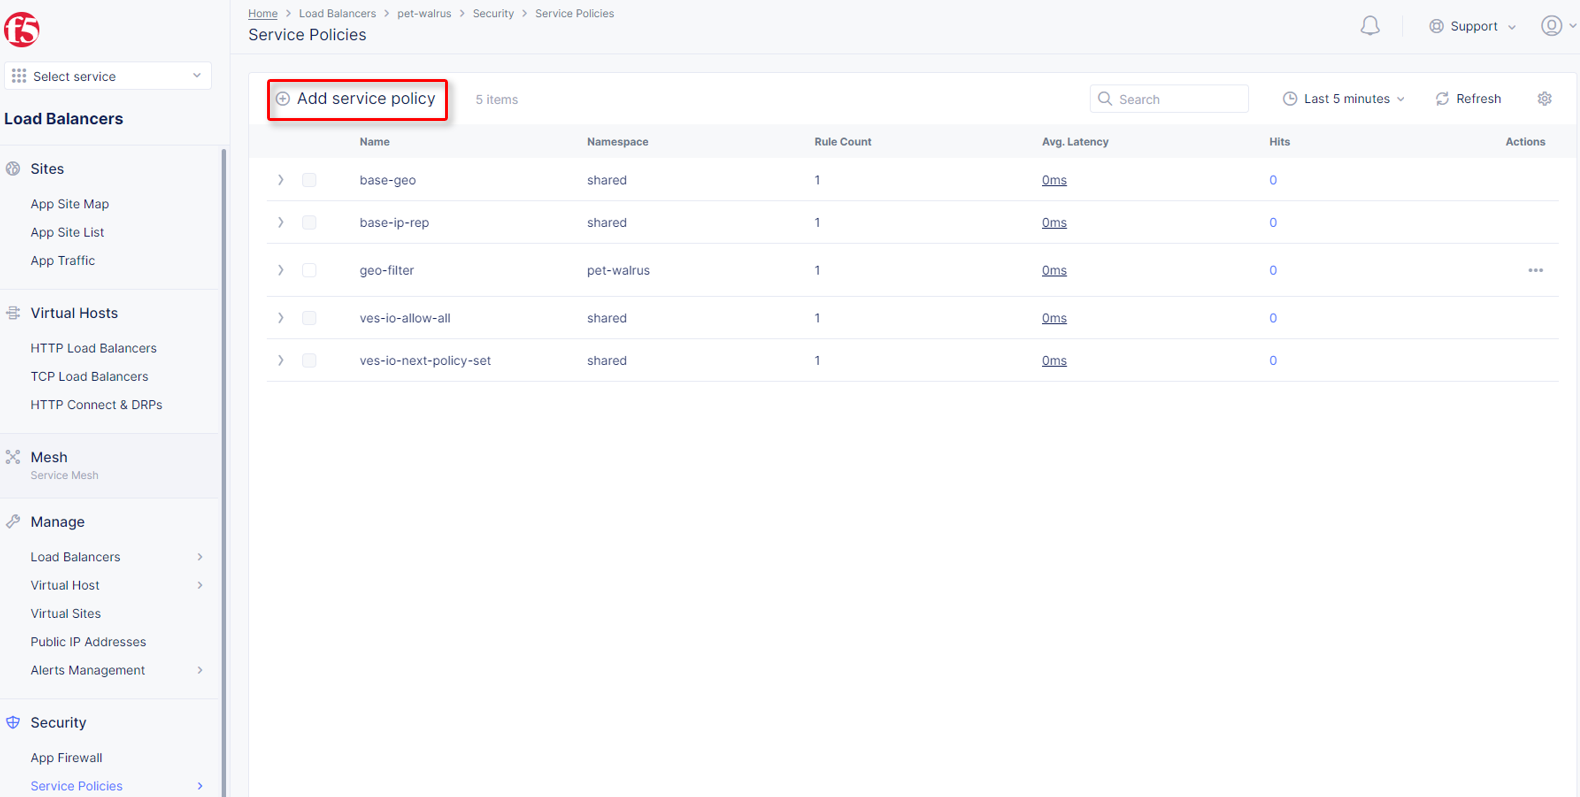 f5
Home > Load Balancers > pet-walrus > Security > Service Policies
Service Policies
Support
Select service
Load Balancers
Sites
App Site Map
App Site List
App Traffic
Virtual Hosts
HTTP Load Balancers
TCP Load Balancers
HTTP Connect & DRPs
Mesh
Service Mesh
Manage
Load Balancers
Virtual Host
Virtual Sites
Public IP Addresses
Alerts Management
Security
App Firewall
Service Policies
Add service policy 5 items Search Last 5 minutes Refresh
Name Namespace Rule Count Avg. Latency Hits Actions
base-geo shared 1 0ms 0
base-ip-rep shared 1 0ms 0
geo-filter pet-walrus 1 0ms 0
ves-io-allow-all shared 1 0ms 0
ves-io-next-policy-set shared 1 0ms 0